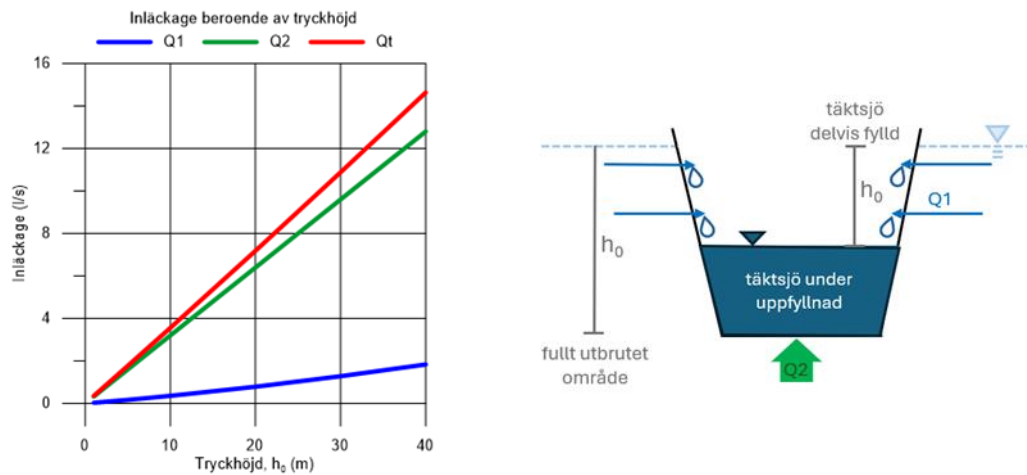 Inläckage beroende av tryckhöjd
Q1 Q2 Qt
16
12
8
4
0
Inläckage (l/s)
0 10 20 30 40
Tryckhöjd, h₀ (m)
täktsjö
delvis fylld
h₀
Q1
h₀
täktsjö under
uppfyllnad
fullt utbrutet
område
Q2